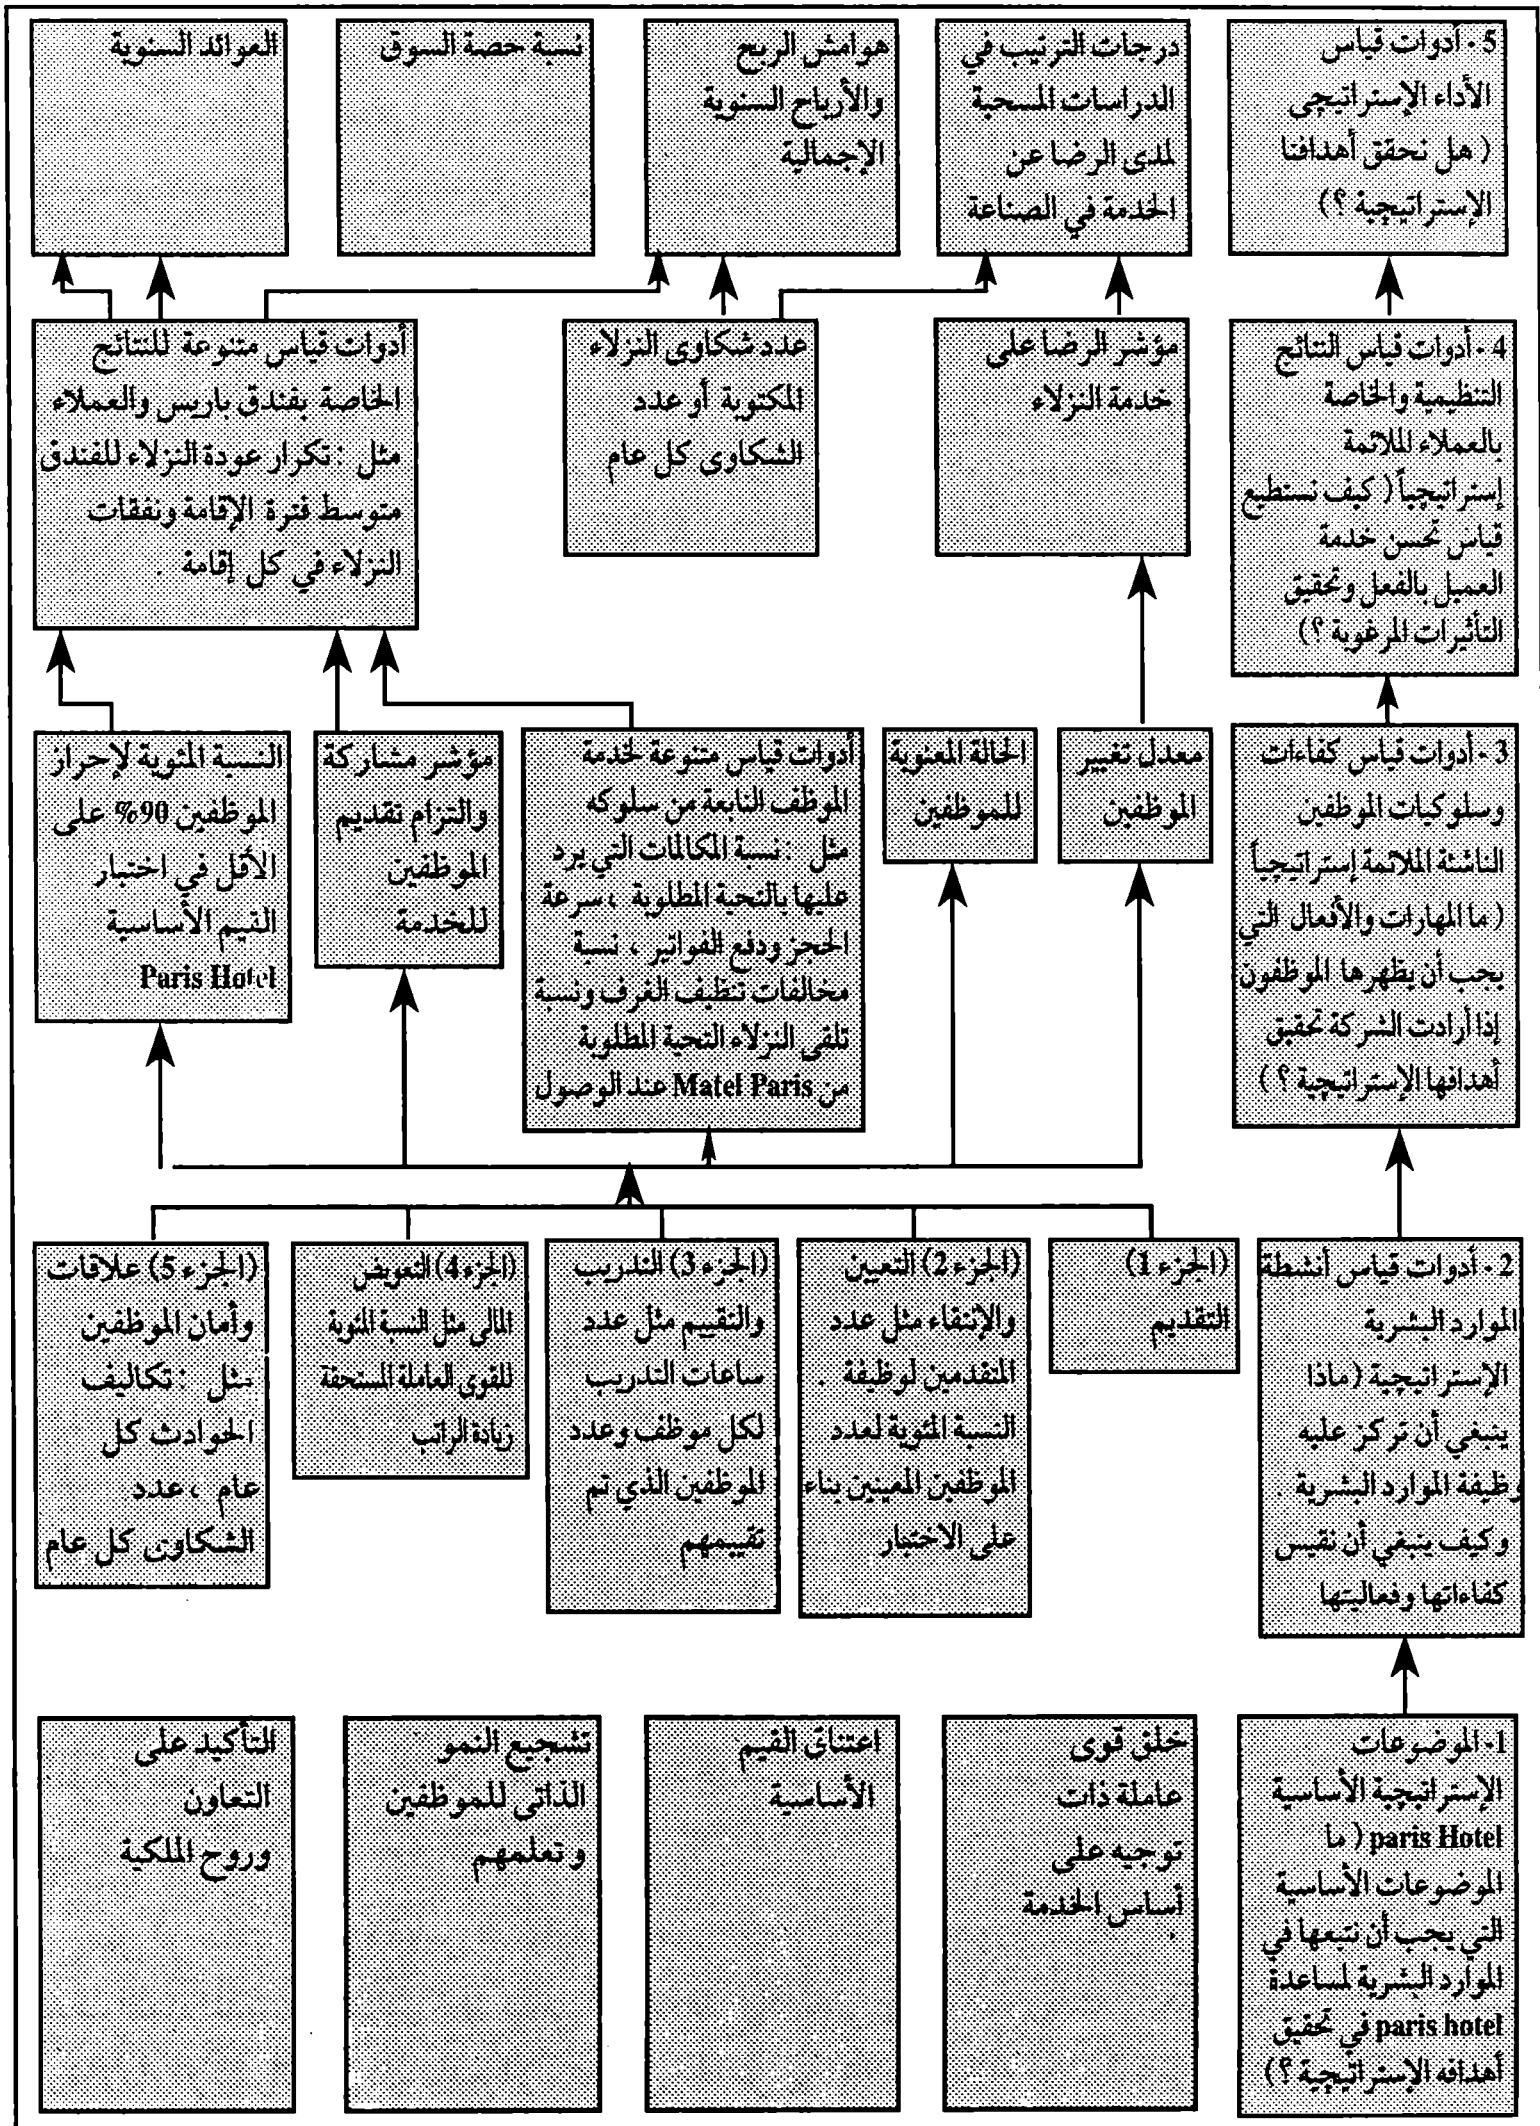 5 - أدوات قياس
الأداء الإستراتيجى
( هل نحقق أهدافنا
الإستراتيجية ؟ )
درجات الترتيب في
الدراسات المسحية
لمدى الرضا عن
الخدمة في الصناعة
هوامش الربح
والأرباح السنوية
الإجمالية
نسبة حصة السوق
العوائد السنوية
4 - أدوات قياس النتائج
التنظيمية والخاصة
بالعملاء الملائمة
إستراتيجياً ( كيف نستطيع
قياس تحسن خدمة
العميل بالفعل وتحقيق
التأثيرات المرغوبة ؟ )
مؤشر الرضا على
خدمة النزلاء
عدد شكاوى النزلاء
المكتوبة أو عدد
الشكاوى كل عام
أدوات قياس متنوعة للنتائج
الخاصة بفندق باريس والعملاء
مثل : تكرار عودة النزلاء للفندق
متوسط فترة الإقامة ونفقات
النزلاء في كل إقامة .
3 - أدوات قياس كفاءات
وسلوكيات الموظفين
الناشئة الملائمة إستراتيجياً
( ما المهارات والأفعال التي
يجب أن يظهرها الموظفون
إذا أرادت الشركة تحقيق
أهدافها الإستراتيجية ؟ )
معدل تغيير
الموظفين
الحالة المعنوية
للموظفين
أدوات قياس متنوعة لخدمة
الموظف النابعة من سلوكه
مثل : نسبة المكالمات التي يرد
عليها بالتحية المطلوبة ، سرعة
الحجز ودفع الفواتير ، نسبة
مخالفات تنظيف الغرف ونسبة
تلقى النزلاء التحية المطلوبة
من Matel Paris عند الوصول
مؤشر مشاركة
والتزام تقديم
الموظفين
للخدمة
النسبة المئوية لإحراز
الموظفين 90% على
الأقل في اختبار
القيم الأساسية
Paris Hotel
2 - أدوات قياس أنشطة
الموارد البشرية
الإستراتيجية ( ماذا
ينبغي أن تركز عليه
وظيفة الموارد البشرية .
وكيف ينبغي أن نقيس
كفاءاتها وفعاليتها
(الجزء 1)
التقديم
(الجزء 2) التعيين
والإنتقاء مثل عدد
المتقدمين لوظيفة .
النسبة المئوية لعدد
الموظفين المعينين بناء
على الاختبار
(الجزء 3) التدريب
والتقييم مثل عدد
ساعات التدريب
لكل موظف وعدد
الموظفين الذي تم
تقييمهم
(الجزء 4) التعويض
المالى مثل النسبة المئوية
للقوى العاملة المستحقة
زيادة الراتب
(الجزء 5) علاقات
وأمان الموظفين
مثل : تكاليف
الحوادث كل
عام ، عدد
الشكاوى كل عام
1- الموضوعات
الإستراتيجية الأساسية
paris Hotel ( ما
الموضوعات الأساسية
التي يجب أن نتبعها في
الموارد البشرية لمساعدة
paris hotel في تحقيق
أهدافه الإستراتيجية ؟ )
خلق قوى
عاملة ذات
توجيه على
أساس الخدمة
اعتناق القيم
الأساسية
تشجيع النمو
الذاتى للموظفين
وتعلمهم
التأكيد على
التعاون
وروح الملكية